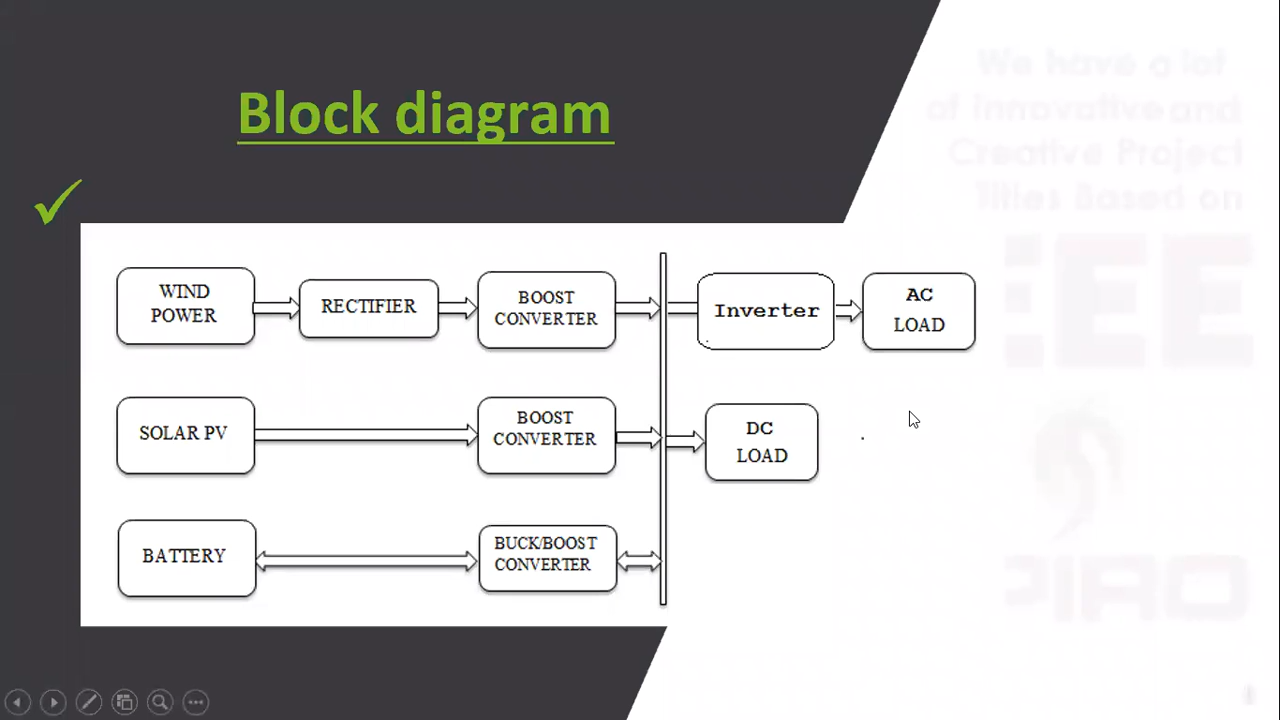 Block diagram
We have a lot
of Innovative and
Creative Project
Titles Based on
WIND
POWER
RECTIFIER
BOOST
CONVERTER
Inverter
AC
LOAD
SOLAR PV
BOOST
CONVERTER
DC
LOAD
BATTERY
BUCK/BOOST
CONVERTER